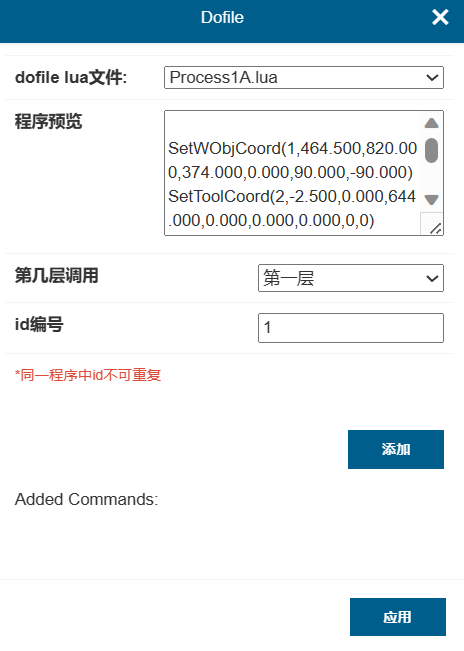 Dofile
dofile lua文件:
Process1A.lua
程序预览
SetWObjCoord(1,464.500,820.00
0,374.000,0.000,90.000,-90.000)
SetToolCoord(2,-2.500,0.000,644
.000,0.000,0.000,0.000,0,0)
第几层调用
第一层
id编号
1
*同一程序中id不可重复
添加
Added Commands:
应用